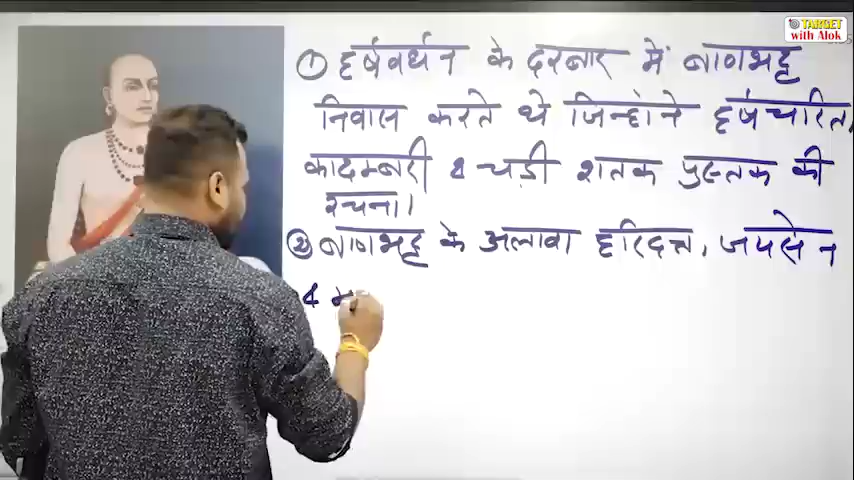 TARGET
with Alok
① हर्षवर्धन के दरबार में बाणभट्ट
निवास करते थे जिन्होंने हर्षचरित,
कादम्बरी व चड़ी शतक पुस्तक की
रचना।
② बाणभट्ट के अलावा हरिदत्त, जयसेन
व म